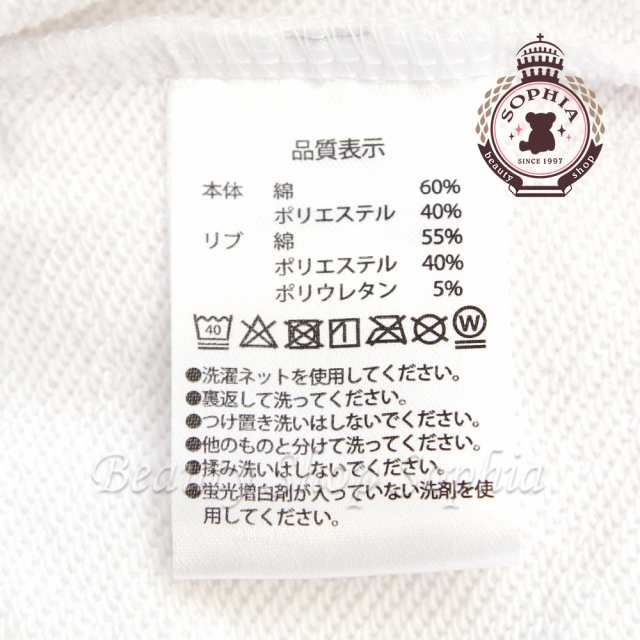 SOPHIA
SINCE 1997
beauty shop
品質表示
本体 綿 60%
ポリエステル 40%
リブ 綿 55%
ポリエステル 40%
ポリウレタン 5%
40 W
●洗濯ネットを使用してください。
●裏返して洗ってください。
●つけ置き洗いはしないでください。
●他のものと分けて洗ってください。
●揉み洗いはしないでください。
●蛍光増白剤が入っていない洗剤を使
用してください。
Beauty Shop Sophia